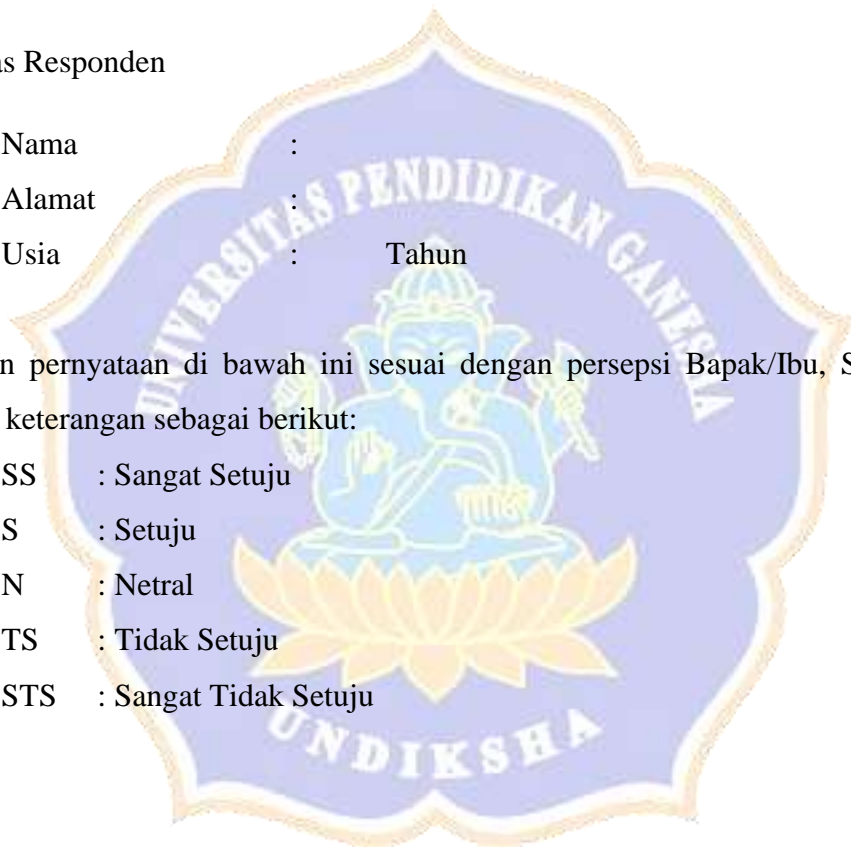 as Responden
Nama :
Alamat :
Usia : Tahun
n pernyataan di bawah ini sesuai dengan persepsi Bapak/Ibu, S
keterangan sebagai berikut:
SS : Sangat Setuju
S : Setuju
N : Netral
TS : Tidak Setuju
STS : Sangat Tidak Setuju
UNIVERSITAS PENDIDIKAN GANESHA
UNDIKSHA